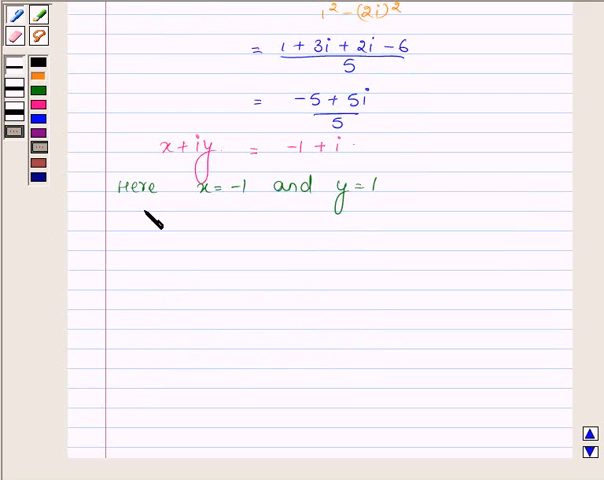 1² - (2i)²
= 1 + 3i + 2i - 6 / 5
= -5 + 5i / 5
x + iy = -1 + i
Here x = -1 and y = 1